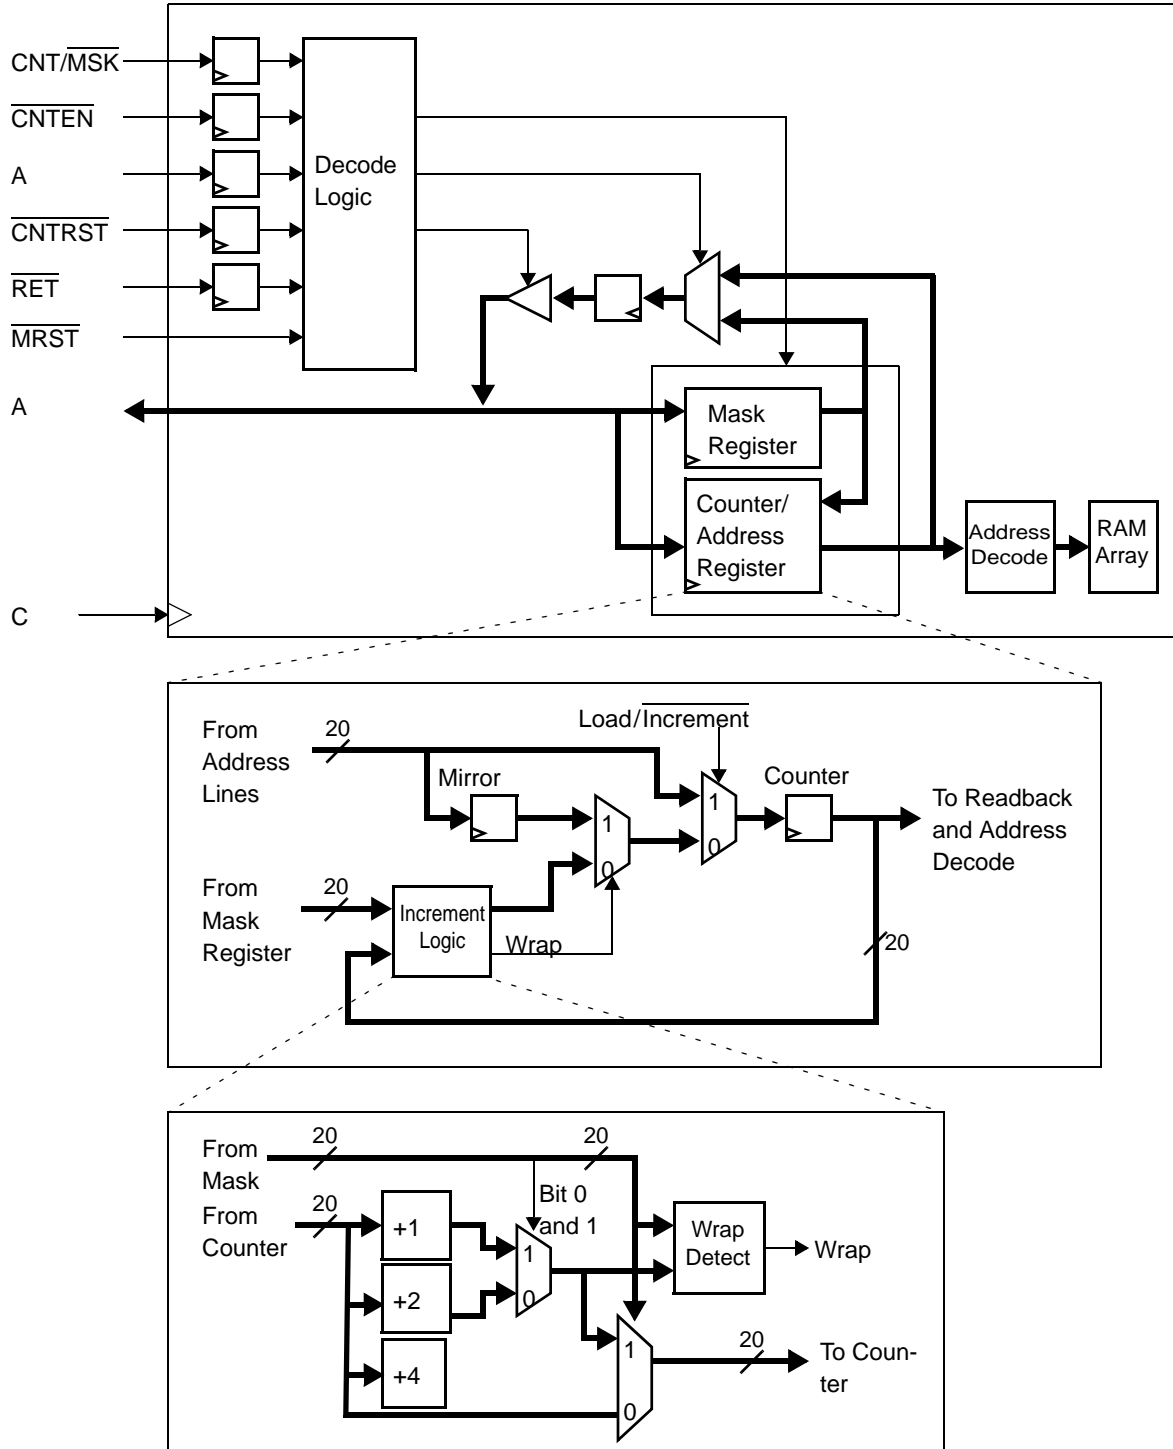 CNT/MSK
CNTEN
A
CNTRST
RET
MRST
A
C
Decode
Logic
Mask
Register
Counter/
Address
Register
Address
Decode
RAM
Array
From
Address
Lines
20
Mirror
Load/Increment
Counter
1
0
1
0
To Readback
and Address
Decode
From
Mask
Register
20
Increment
Logic
Wrap
20
From
Mask
20
20
From
Counter
20
+1
+2
+4
Bit 0
and 1
1
0
Wrap
Detect
Wrap
1
0
20
To Coun-
ter